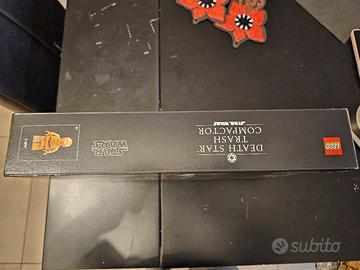 LEGO
DEATH STAR
TRASH
COMPACTOR
STAR WARS
STAR
WARS
subito